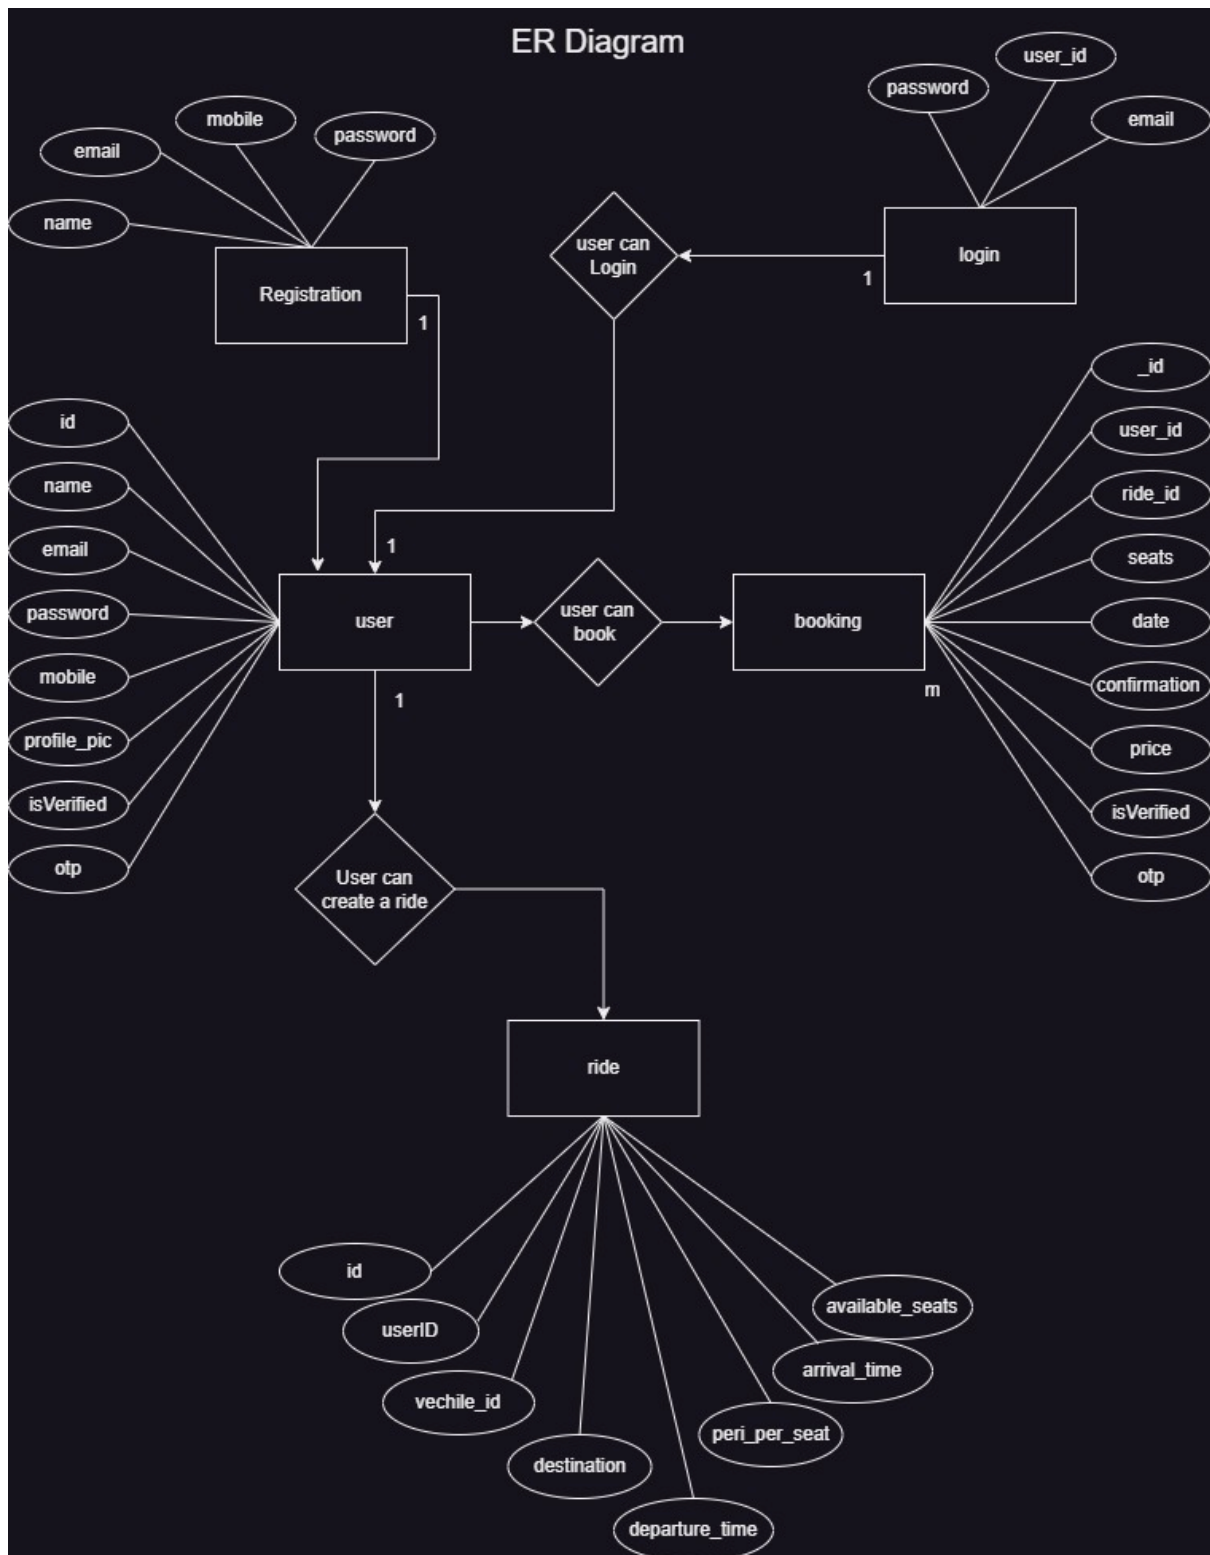 ER Diagram
user_id
password
email
mobile
password
email
name
user can
Login
login
1
Registration
1
_id
user_id
ride_id
seats
date
confirmation
price
isVerified
otp
id
name
email
password
mobile
profile_pic
isVerified
otp
1
user
user can
book
booking
m
1
User can
create a ride
ride
id
userID
vechile_id
destination
departure_time
peri_per_seat
arrival_time
available_seats